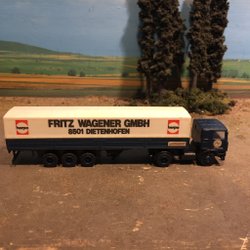 FRITZ WAGENER GMBH
8501 DIETENHOFEN